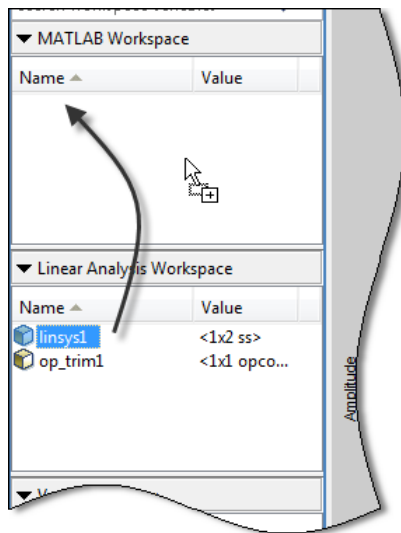 ▼ MATLAB Workspace
Name Value
▼ Linear Analysis Workspace
Name Value
linsys1 <1x2 ss>
op_trim1 <1x1 opco...
Amplitude